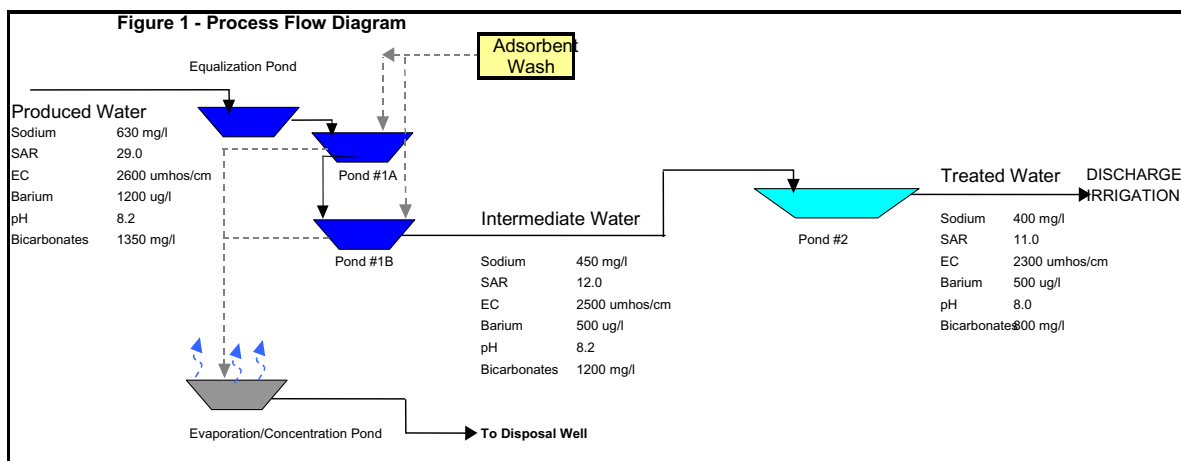 Figure 1 - Process Flow Diagram
Adsorbent
Wash
Equalization Pond
Produced Water
Sodium 630 mg/l
SAR 29.0
EC 2600 umhos/cm
Barium 1200 ug/l
pH 8.2
Bicarbonates 1350 mg/l
Pond #1A
Pond #1B
Intermediate Water
Sodium 450 mg/l
SAR 12.0
EC 2500 umhos/cm
Barium 500 ug/l
pH 8.2
Bicarbonates 1200 mg/l
Pond #2
Treated Water
Sodium 400 mg/l
SAR 11.0
EC 2300 umhos/cm
Barium 500 ug/l
pH 8.0
Bicarbonates 800 mg/l
DISCHARGE
IRRIGATION
Evaporation/Concentration Pond
To Disposal Well